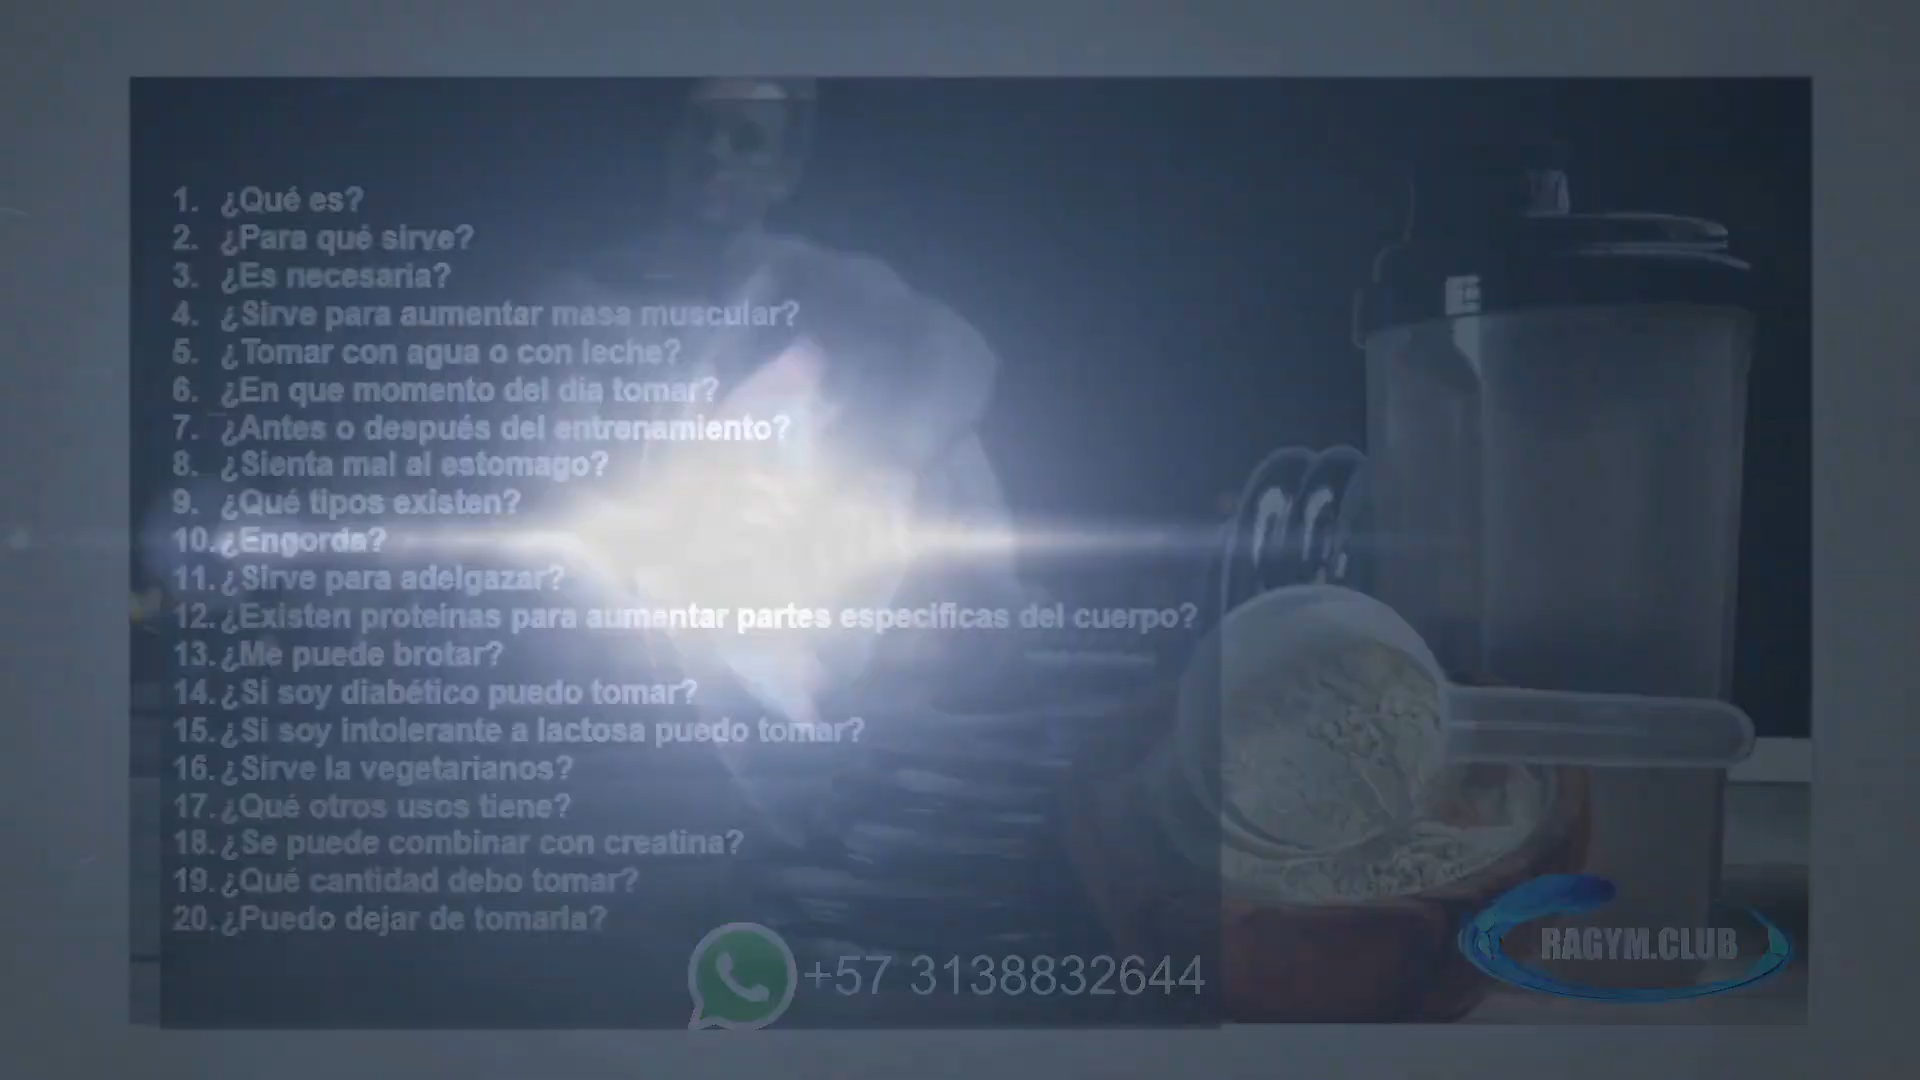 1. ¿Qué es?
2. ¿Para qué sirve?
3. ¿Es necesaria?
4. ¿Sirve para aumentar masa muscular?
5. ¿Tomar con agua o con leche?
6. ¿En que momento del día tomar?
7. ¿Antes o después del entrenamiento?
8. ¿Sienta mal al estomago?
9. ¿Qué tipos existen?
10. ¿Engorda?
11. ¿Sirve para adelgazar?
12. ¿Existen proteínas para aumentar partes especificas del cuerpo?
13. ¿Me puede brotar?
14. ¿Si soy diabético puedo tomar?
15. ¿Si soy intolerante a lactosa puedo tomar?
16. ¿Sirve la vegetarianos?
17. ¿Qué otros usos tiene?
18. ¿Se puede combinar con creatina?
19. ¿Qué cantidad debo tomar?
20. ¿Puedo dejar de tomarla?
+57 3138832644
RAGYM.CLUB